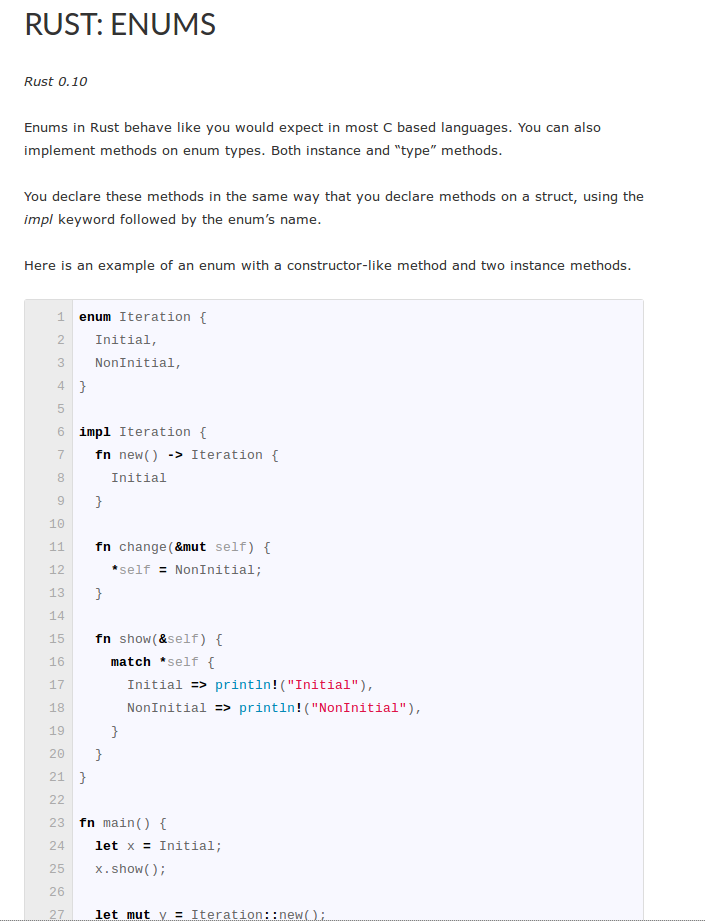 RUST: ENUMS
Rust 0.10
Enums in Rust behave like you would expect in most C based languages. You can also
implement methods on enum types. Both instance and “type” methods.
You declare these methods in the same way that you declare methods on a struct, using the
impl keyword followed by the enum’s name.
Here is an example of an enum with a constructor-like method and two instance methods.
1 enum Iteration {
2   Initial,
3   NonInitial,
4 }
5
6 impl Iteration {
7   fn new() -> Iteration {
8     Initial
9   }
10
11   fn change(&mut self) {
12     *self = NonInitial;
13   }
14
15   fn show(&self) {
16     match *self {
17       Initial => println!("Initial"),
18       NonInitial => println!("NonInitial"),
19     }
20   }
21 }
22
23 fn main() {
24   let x = Initial;
25   x.show();
26
27   let mut y = Iteration::new();